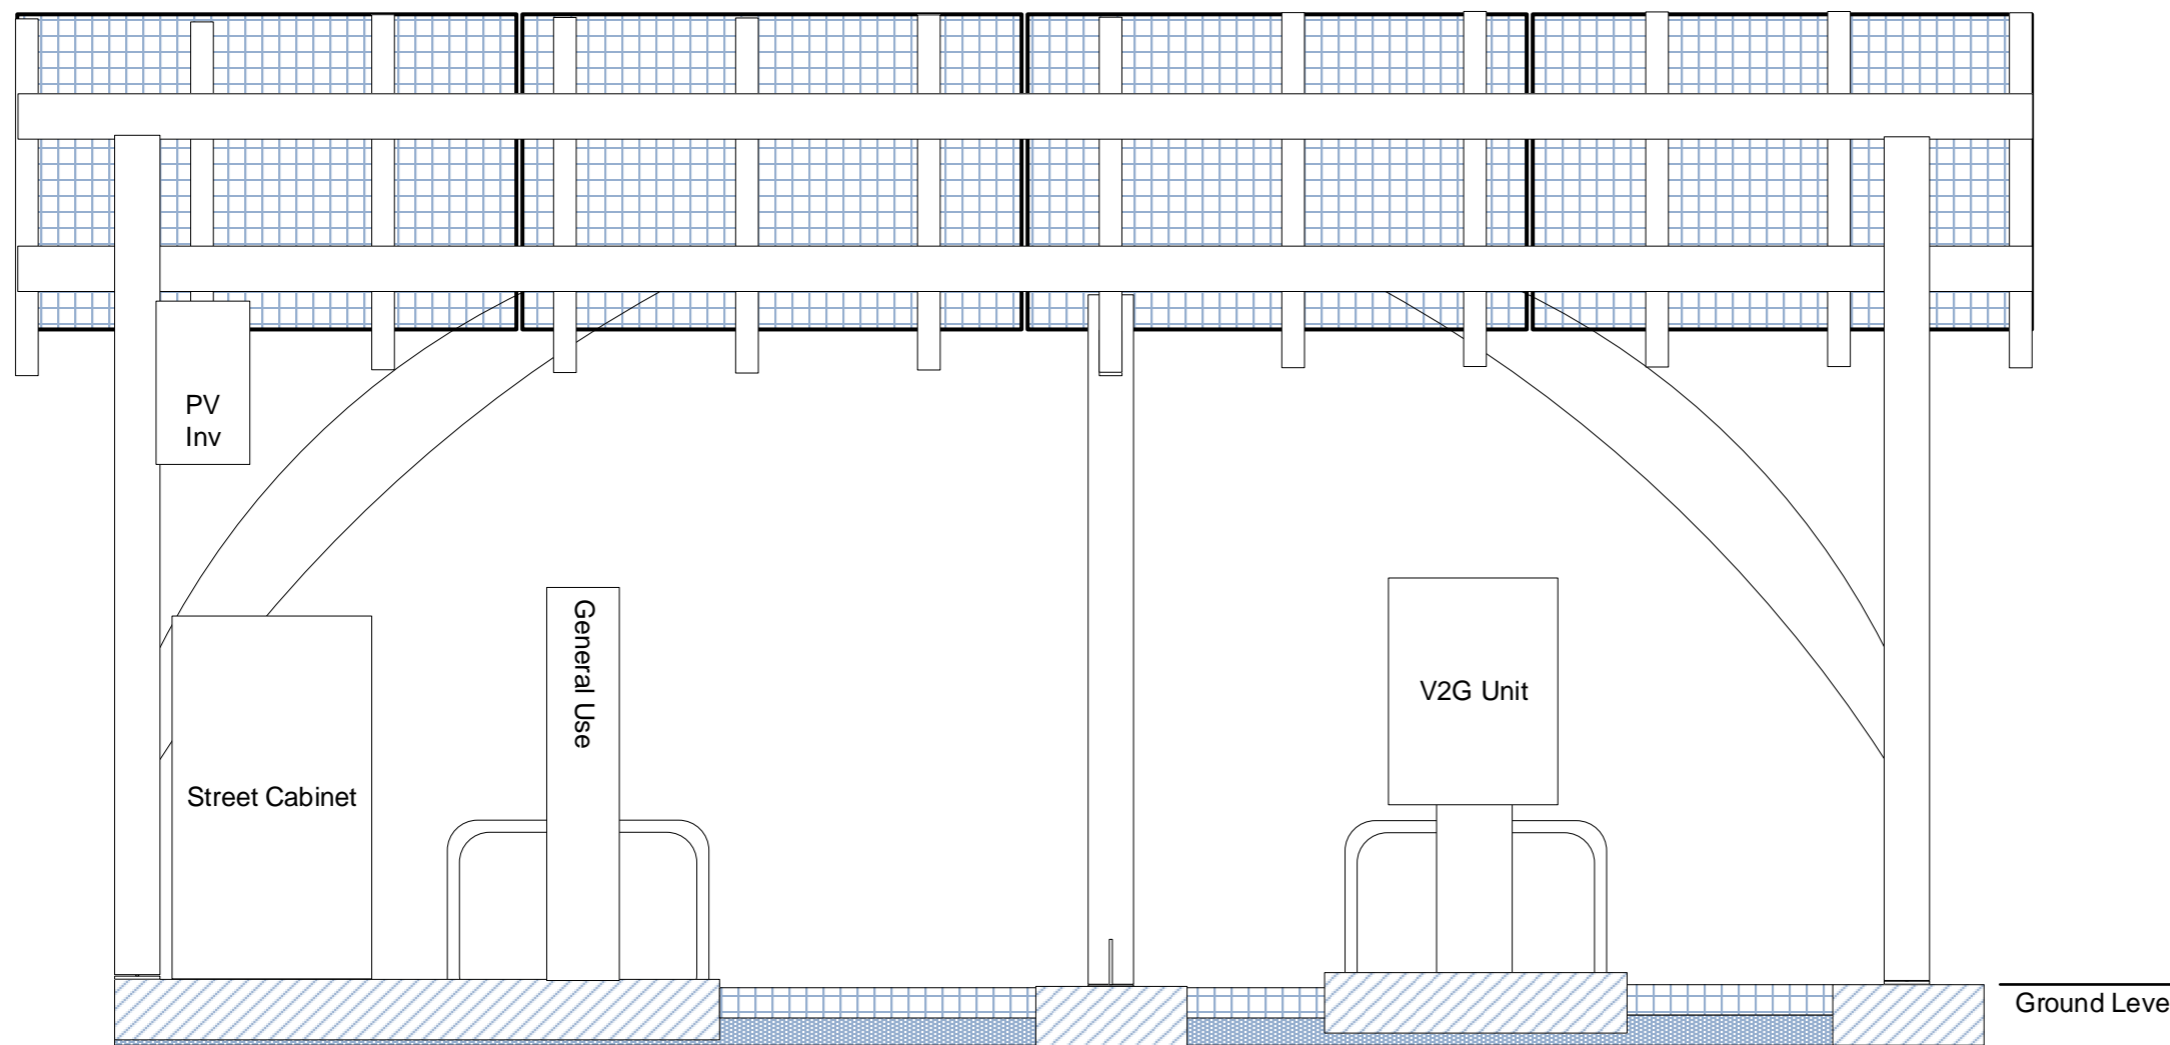 PV
Inv
General Use
V2G Unit
Street Cabinet
Ground Leve